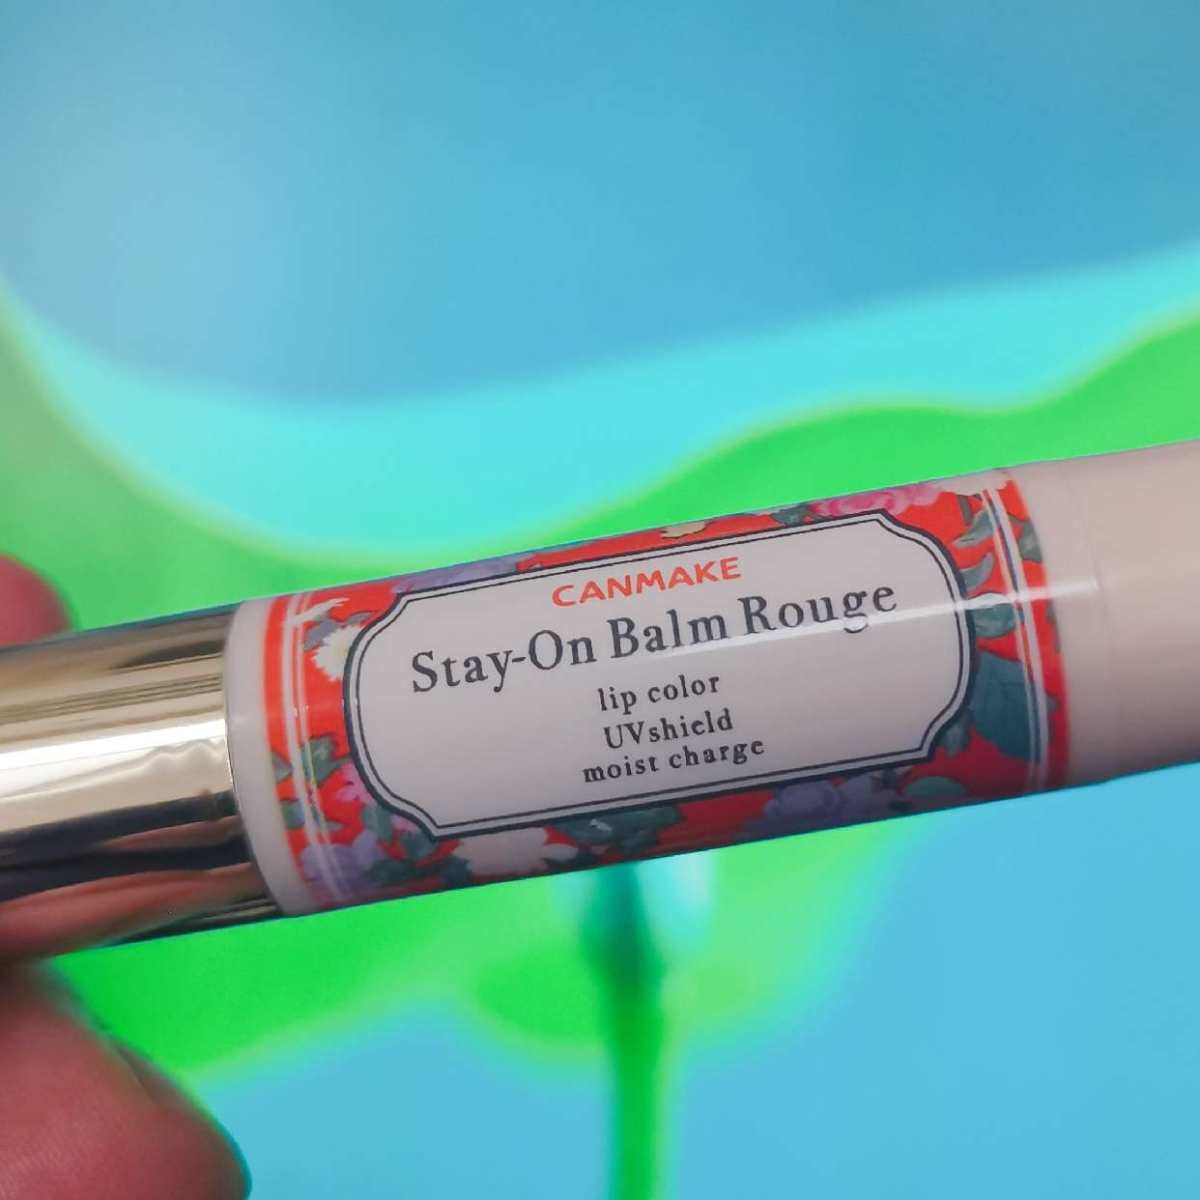 CANMAKE
Stay-On Balm Rouge
lip color
UVshield
moist charge